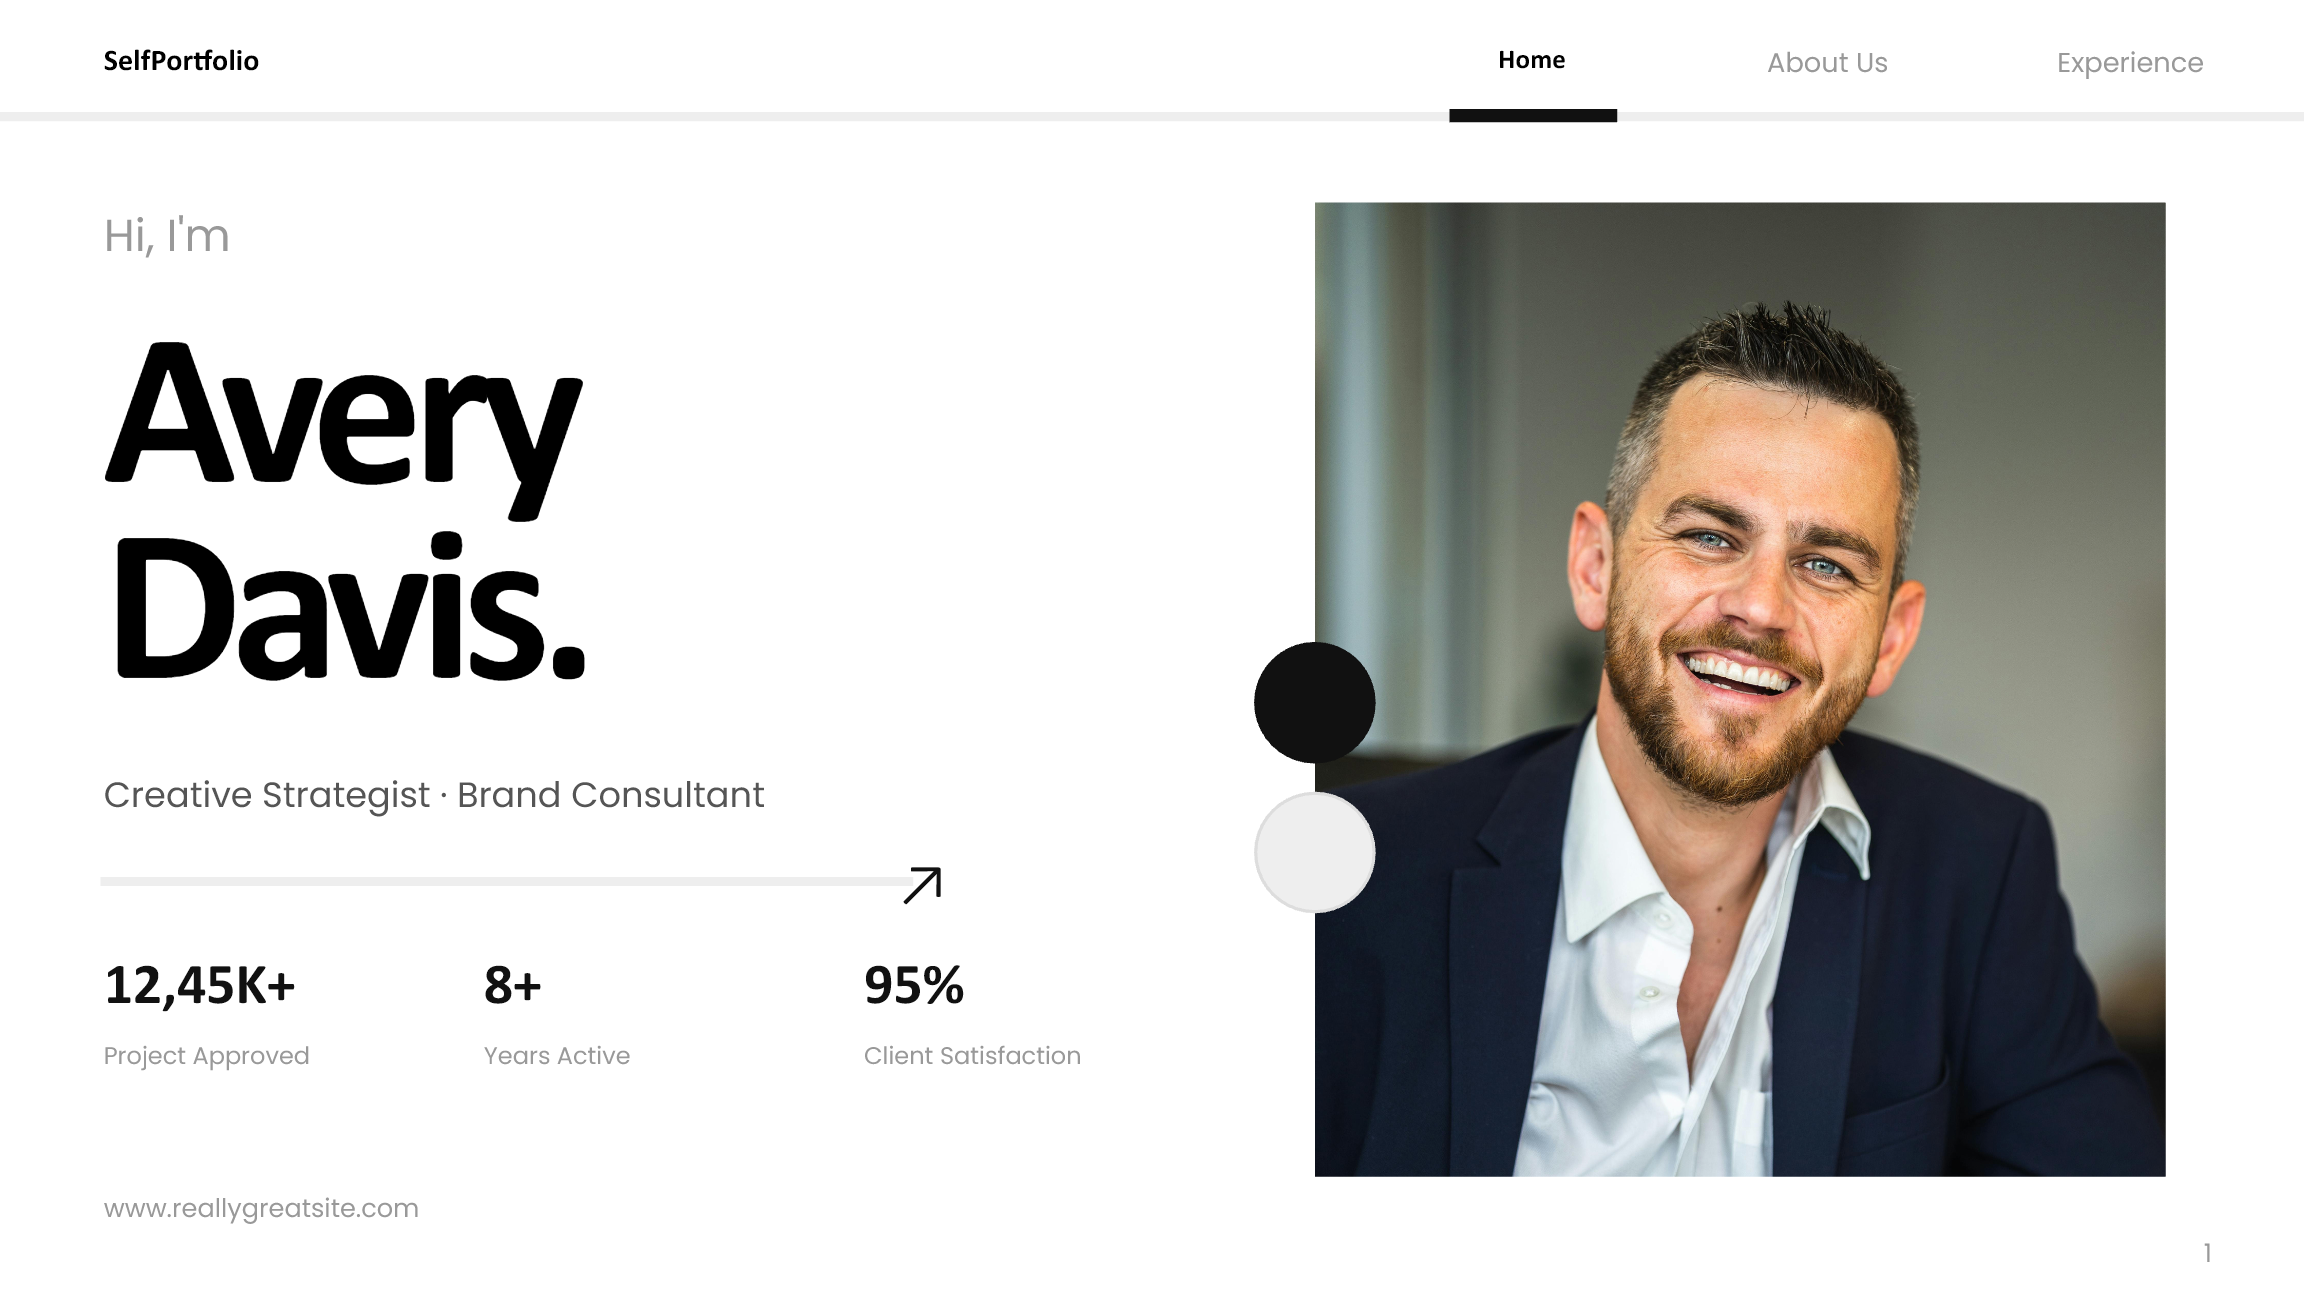 SelfPortfolio
Home
About Us
Experience
Hi, I'm
Avery
Davis.
Creative Strategist · Brand Consultant
12,45K+
8+
95%
Project Approved
Years Active
Client Satisfaction
www.reallygreatsite.com
1